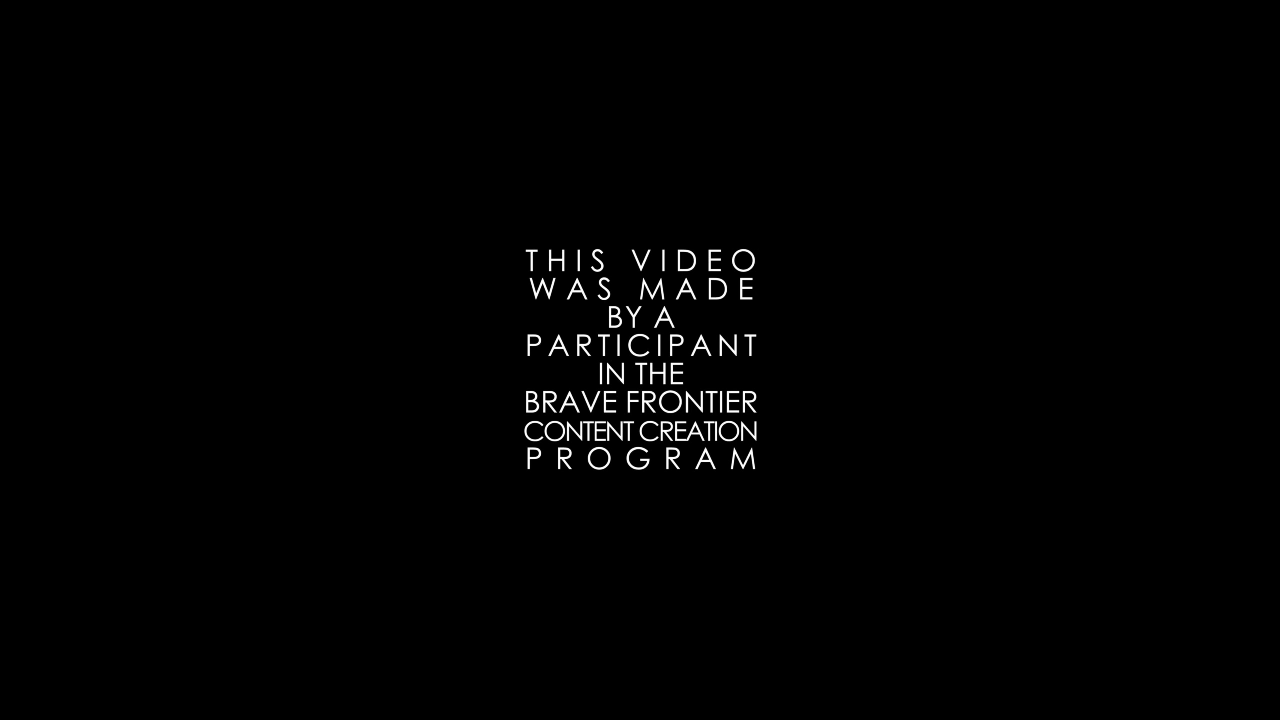 THIS VIDEO
WAS MADE
BY A
PARTICIPANT
IN THE
BRAVE FRONTIER
CONTENT CREATION
PROGRAM